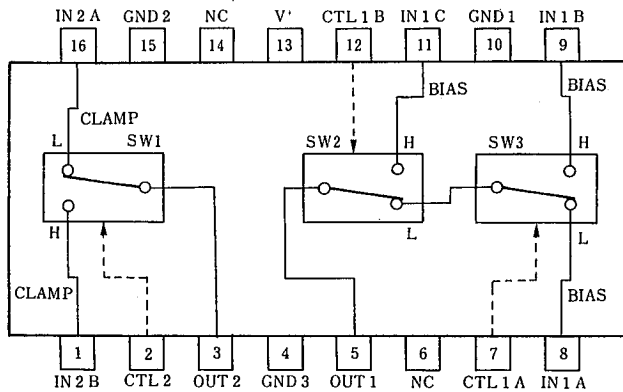 IN 2 A GND 2 NC V+ CTL 1 B IN 1 C GND 1 IN 1 B
16 15 14 13 12 11 10 9
BIAS BIAS
CLAMP
L SW1 SW2 H SW3 H
H L L
CLAMP BIAS
1 2 3 4 5 6 7 8
IN 2 B CTL 2 OUT 2 GND 3 OUT 1 NC CTL 1 A IN 1 A